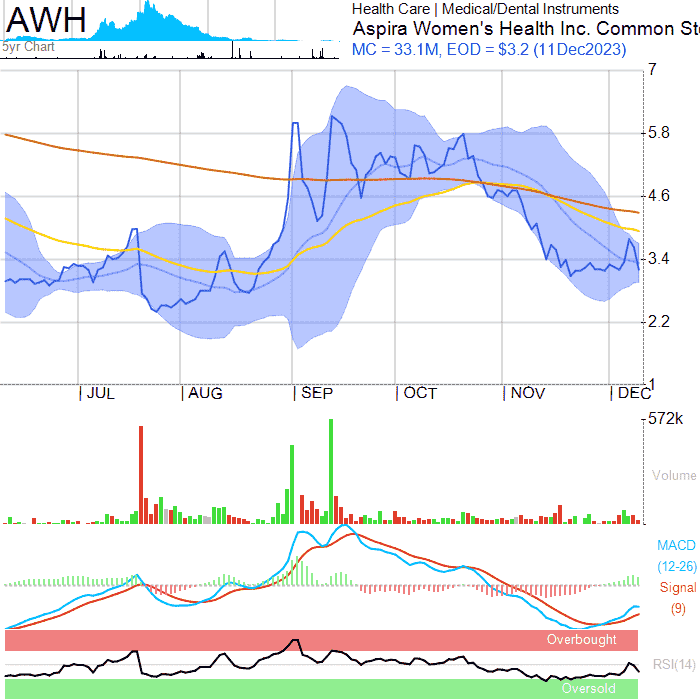 AWH
5yr Chart
Health Care | Medical/Dental Instruments
Aspira Women's Health Inc. Common Sto
MC = 33.1M, EOD = $3.2 (11Dec2023)
7
5.8
4.6
3.4
2.2
1
| JUL | AUG | SEP | OCT | NOV | DEC
572k
Volume
MACD
(12-26)
Signal
(9)
Overbought
RSI(14)
Oversold